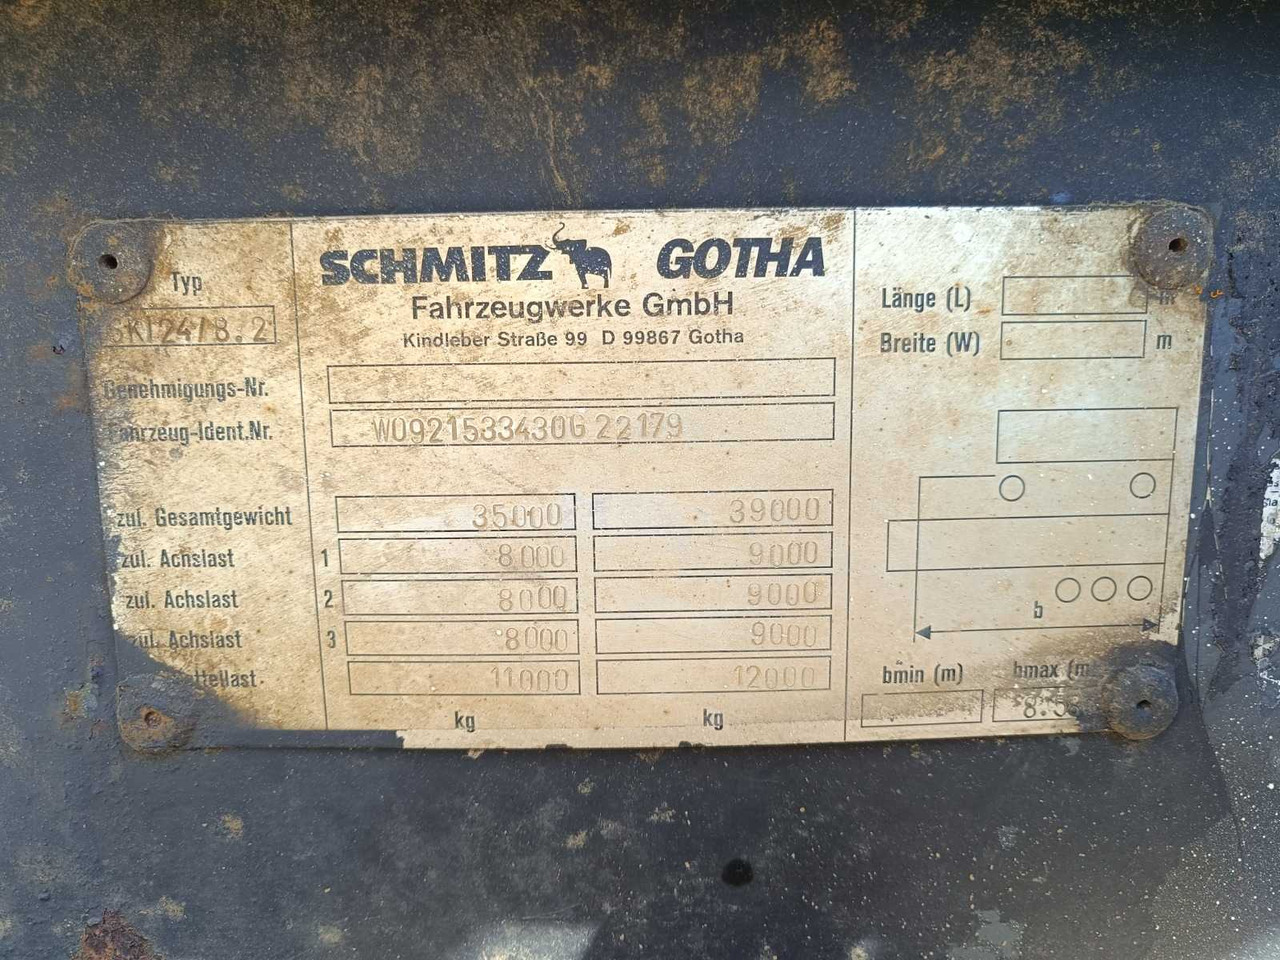 SCHMITZ GOTHA
Fahrzeugwerke GmbH
Kindleber Straße 99 D 99867 Gotha
Typ
SKI24/8.2
Genehmigungs-Nr.
Fahrzeug-Ident.Nr. W0921533430G22179
zul. Gesamtgewicht 35000 39000
zul. Achslast 1 8000 9000
zul. Achslast 2 8000 9000
zul. Achslast 3 8000 9000
11000 12000
kg kg
Länge (L) m
Breite (W) m
b
bmin (m) bmax (m)